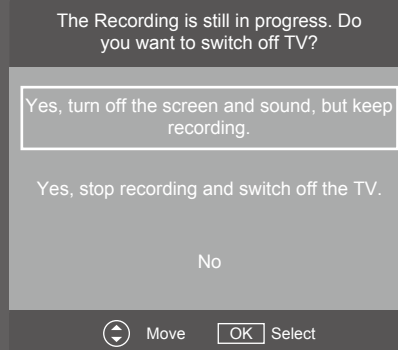 The Recording is still in progress. Do
you want to switch off TV?
Yes, turn off the screen and sound, but keep
recording.
Yes, stop recording and switch off the TV.
No
Move OK Select